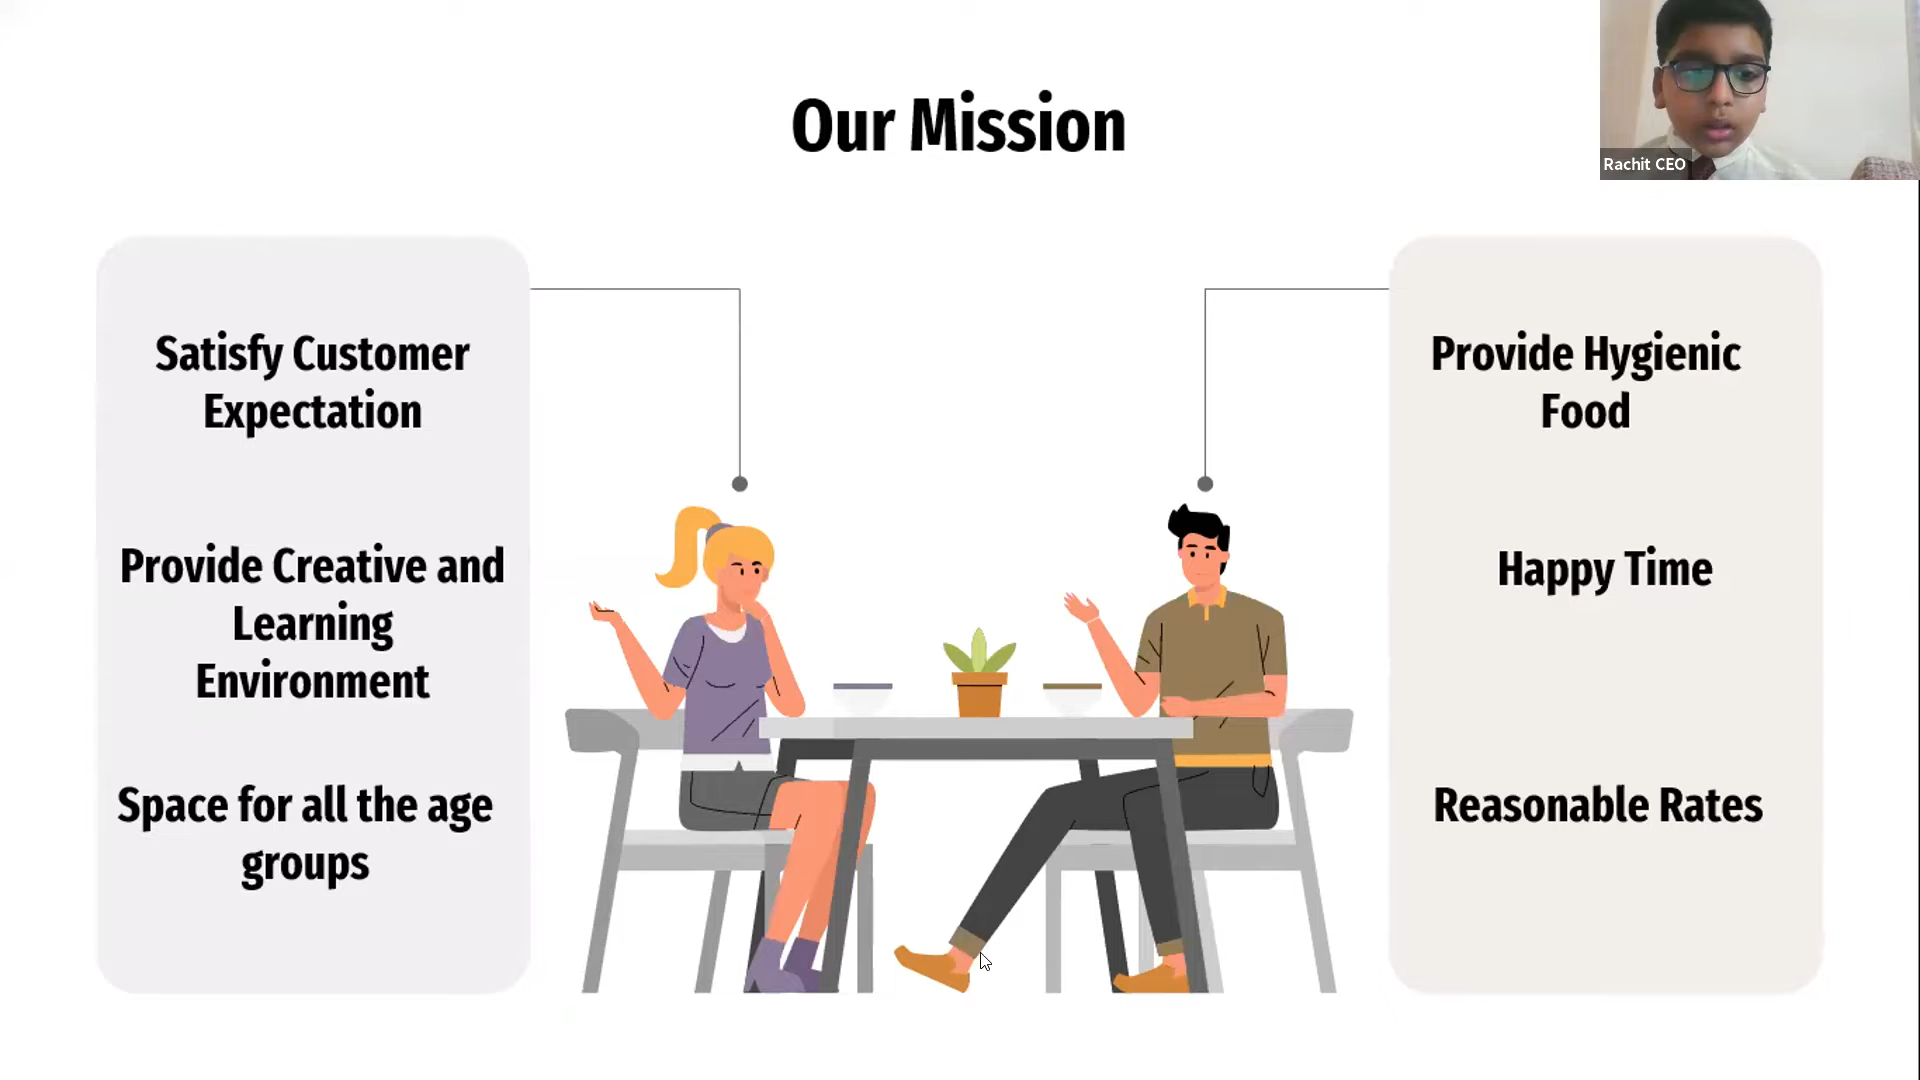 Our Mission
Rachit CEO
Satisfy Customer
Expectation
Provide Creative and
Learning
Environment
Space for all the age
groups
Provide Hygienic
Food
Happy Time
Reasonable Rates